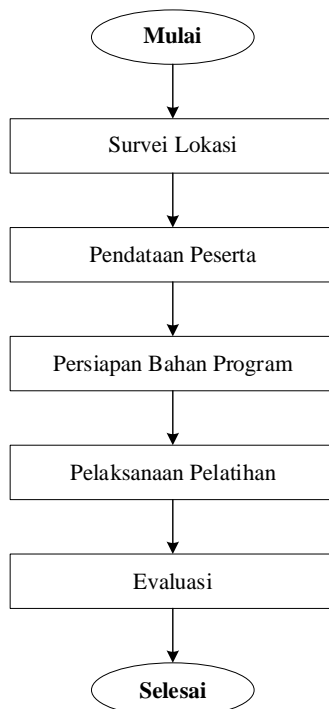 Mulai
Survei Lokasi
Pendataan Peserta
Persiapan Bahan Program
Pelaksanaan Pelatihan
Evaluasi
Selesai